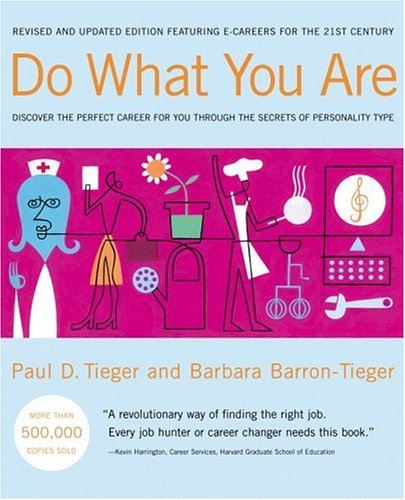 REVISED AND UPDATED EDITION FEATURING E-CAREERS FOR THE 21ST CENTURY
Do What You Are
DISCOVER THE PERFECT CAREER FOR YOU THROUGH THE SECRETS OF PERSONALITY TYPE
Paul D. Tieger and Barbara Barron-Tieger
MORE THAN
500,000
COPIES SOLD
“A revolutionary way of finding the right job.
Every job hunter or career changer needs this book.”
—Kevin Harrington, Career Services, Harvard Graduate School of Education